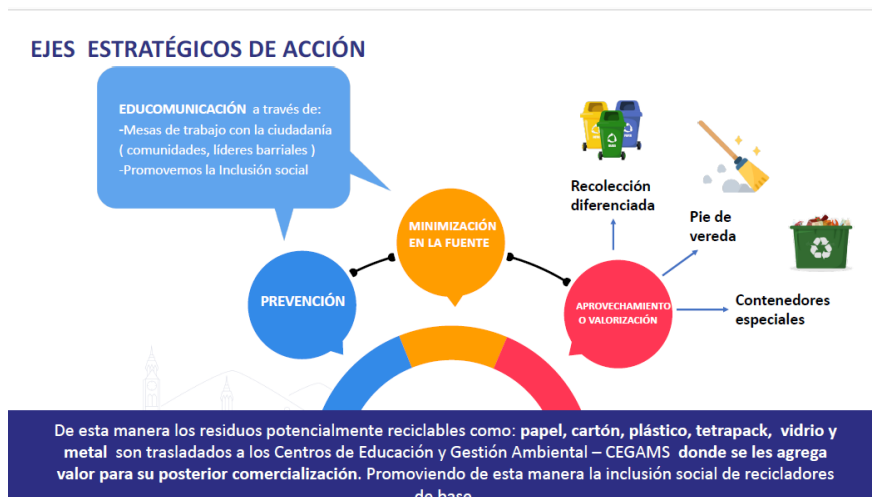 EJES ESTRATÉGICOS DE ACCIÓN
EDUCOMUNICACIÓN a través de:
-Mesas de trabajo con la ciudadanía
( comunidades, líderes barriales )
-Promovemos la Inclusión social
PREVENCIÓN
MINIMIZACIÓN
EN LA FUENTE
APROVECHAMIENTO
O VALORIZACIÓN
Recolección
diferenciada
Pie de
vereda
Contenedores
especiales
De esta manera los residuos potencialmente reciclables como: papel, cartón, plástico, tetrapack, vidrio y
metal son trasladados a los Centros de Educación y Gestión Ambiental – CEGAMS donde se les agrega
valor para su posterior comercialización. Promoviendo de esta manera la inclusión social de recicladores
de base